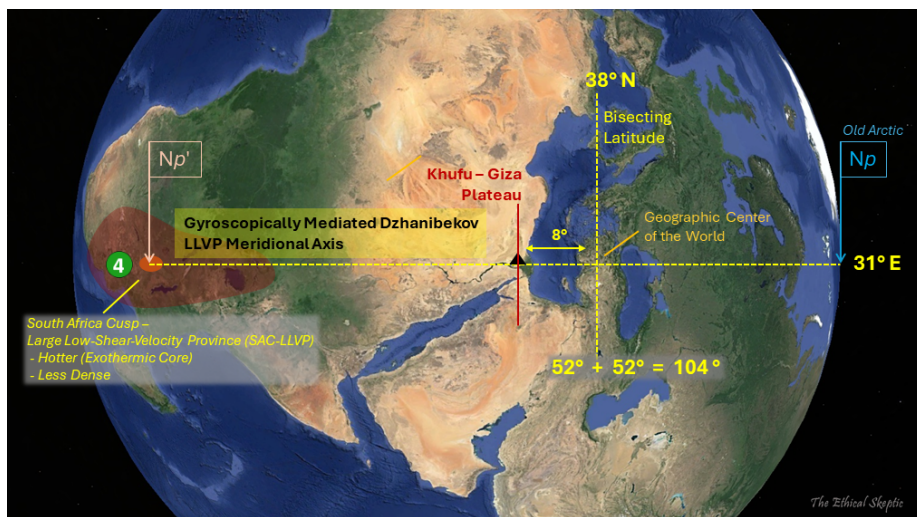 38° N
Bisecting
Latitude
Old Arctic
Np
Np'
Khufu – Giza
Plateau
Gyroscopically Mediated Dzhanibekov
LLVP Meridional Axis
8°
Geographic Center
of the World
4
31° E
South Africa Cusp –
Large Low-Shear-Velocity Province (SAC-LLVP)
- Hotter (Exothermic Core)
- Less Dense
52° + 52° = 104°
The Ethical Skeptic